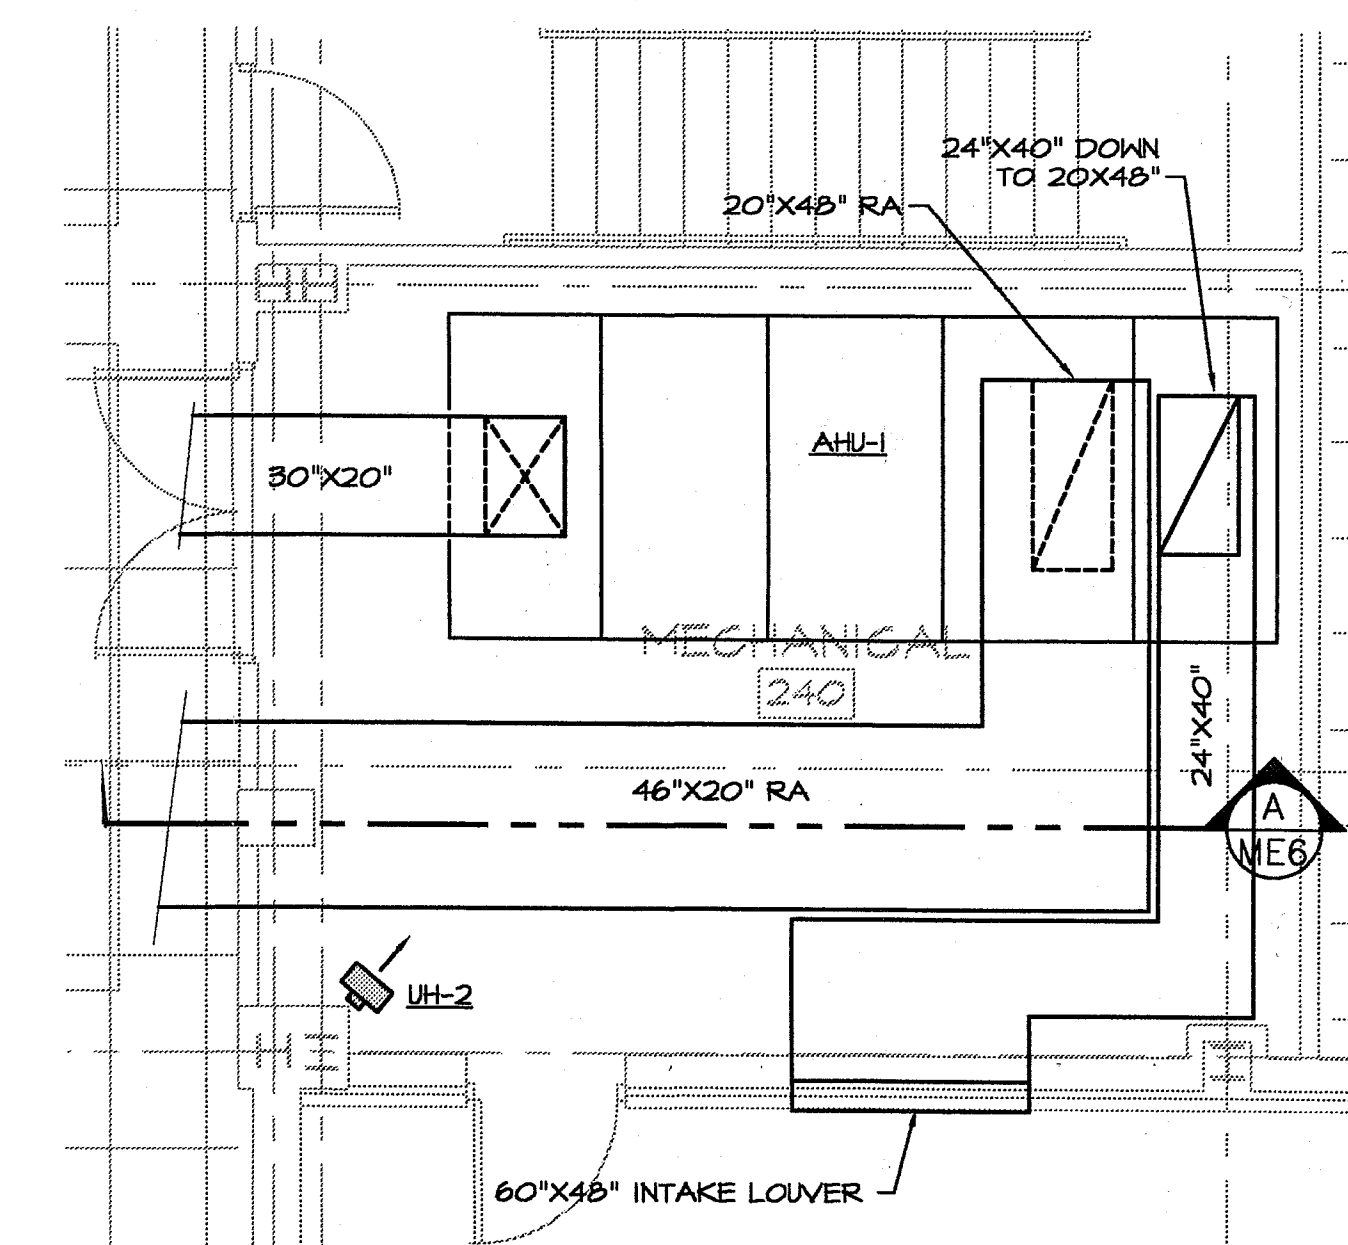 24"X40" DOWN
TO 20X48"
20"X48" RA
AHU-1
30"X20"
MECHANICAL
240
24"X40"
46"X20" RA
A
ME6
UH-2
60"X48" INTAKE LOUVER